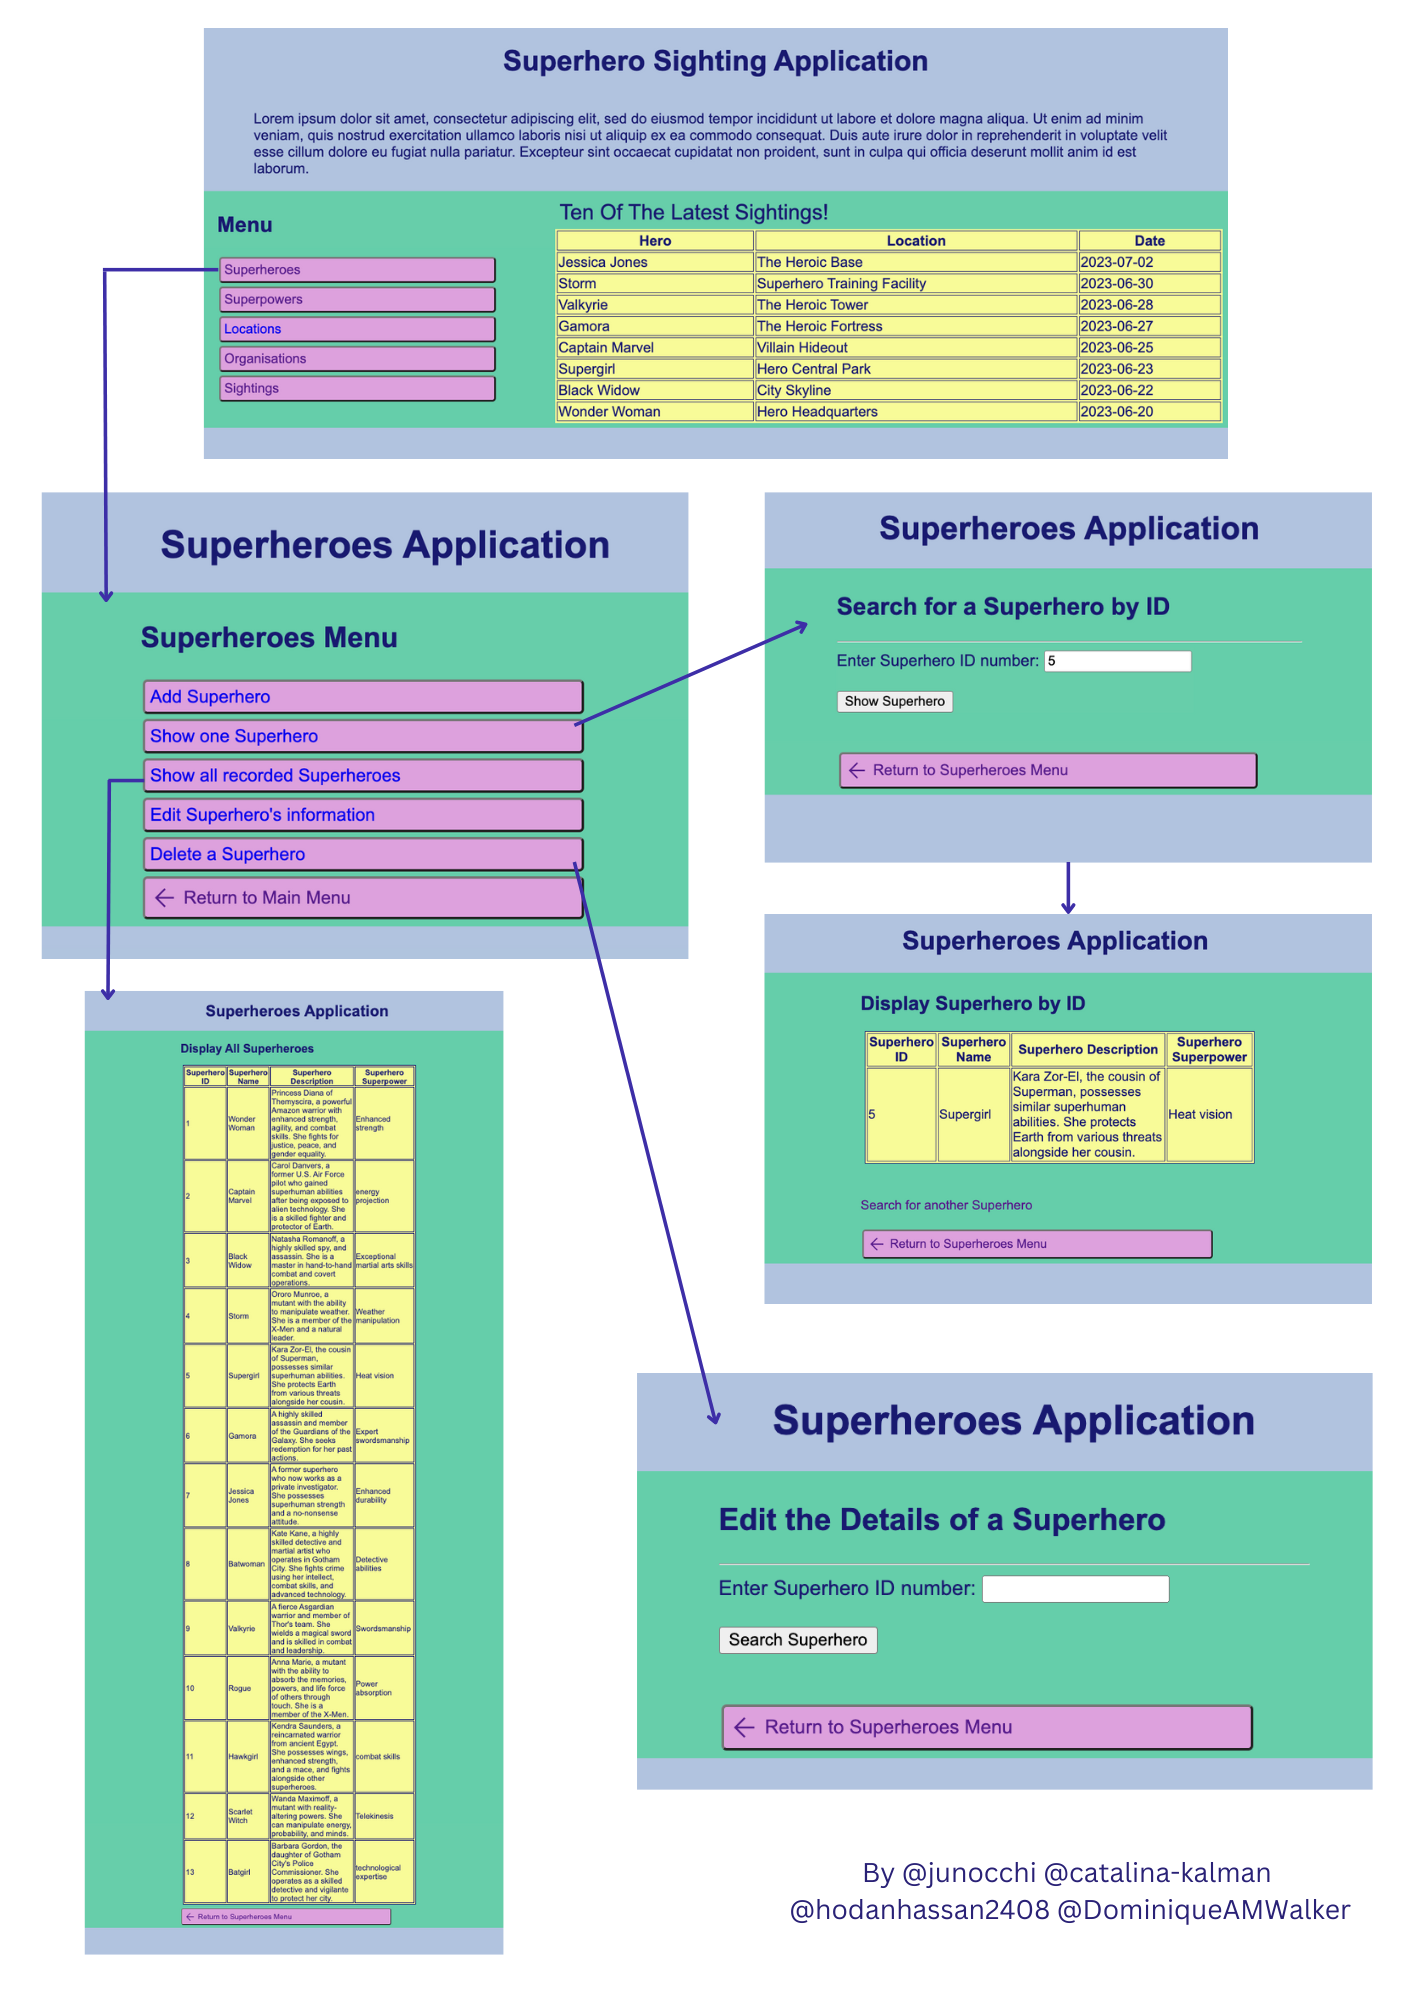 Superhero Sighting Application
Lorem ipsum dolor sit amet, consectetur adipiscing elit, sed do eiusmod tempor incididunt ut labore et dolore magna aliqua. Ut enim ad minim
veniam, quis nostrud exercitation ullamco laboris nisi ut aliquip ex ea commodo consequat. Duis aute irure dolor in reprehenderit in voluptate velit
esse cillum dolore eu fugiat nulla pariatur. Excepteur sint occaecat cupidatat non proident, sunt in culpa qui officia deserunt mollit anim id est
laborum.
Menu
Superheroes
Superpowers
Locations
Organisations
Sightings
Ten Of The Latest Sightings!
Hero Location Date
Jessica Jones The Heroic Base 2023-07-02
Storm Superhero Training Facility 2023-06-30
Valkyrie The Heroic Tower 2023-06-28
Gamora The Heroic Fortress 2023-06-27
Captain Marvel Villain Hideout 2023-06-25
Supergirl Hero Central Park 2023-06-23
Black Widow City Skyline 2023-06-22
Wonder Woman Hero Headquarters 2023-06-20
Superheroes Application
Superheroes Menu
Add Superhero
Show one Superhero
Show all recorded Superheroes
Edit Superhero's information
Delete a Superhero
Return to Main Menu
Superheroes Application
Search for a Superhero by ID
Enter Superhero ID number: 5
Show Superhero
Return to Superheroes Menu
Superheroes Application
Display Superhero by ID
Superhero ID
Superhero Name
Superhero Description
Superhero Superpower
5
Supergirl
Kara Zor-El, the cousin of
Superman, possesses
similar superhuman
abilities. She protects
Earth from various threats
alongside her cousin.
Heat vision
Search for another Superhero
Return to Superheroes Menu
Superheroes Application
Display All Superheroes
Superhero ID
Superhero Name
Superhero Description
Superhero Superpower
1
Wonder
Woman
Princess Diana of
Themyscira, a powerful
Amazon warrior with
enhanced strength,
agility, and combat
skills. She fights for
justice, peace, and
gender equality.
Enhanced
strength
2
Captain
Marvel
Carol Danvers, a
former U.S. Air Force
pilot who gained
superhuman abilities
after being exposed to
alien technology. She
is a skilled fighter and
protector of Earth.
energy
projection
3
Black
Widow
Natasha Romanoff, a
highly skilled spy, and
assassin. She is a
master in hand-to-hand
combat and covert
operations.
Exceptional
martial arts skills
4
Storm
Ororo Munroe, a
mutant with the ability
to manipulate weather.
She is a member of the
X-Men and a natural
leader.
Weather
manipulation
5
Supergirl
Kara Zor-El, the cousin
of Superman,
possesses similar
superhuman abilities.
She protects Earth
from various threats
alongside her cousin.
Heat vision
6
Gamora
A highly skilled
assassin and member
of the Guardians of the
Galaxy. She seeks
redemption for her past
actions.
Expert
swordsmanship
7
Jessica
Jones
A former superhero
who now works as a
private investigator.
She possesses
superhuman strength
and a no-nonsense
attitude.
Enhanced
durability
8
Batwoman
Kate Kane, a highly
skilled detective and
martial artist who
operates in Gotham
City. She fights crime
using her intellect,
combat skills, and
advanced technology.
Detective
abilities
9
Valkyrie
A fierce Asgardian
warrior and member of
Thor's team. She
wields a magical sword
and is skilled in combat
and leadership.
Swordsmanship
10
Rogue
Anna Marie, a mutant
with the ability to
absorb the memories,
powers, and life force
of others through
touch. She is a
member of the X-Men.
Power
absorption
11
Hawkgirl
Kendra Saunders, a
reincarnated warrior
from ancient Egypt.
She possesses wings,
enhanced strength,
and a mace, and fights
alongside other
superheroes.
combat skills
12
Scarlet
Witch
Wanda Maximoff, a
mutant with reality-
altering powers. She
can manipulate energy,
probability, and minds.
Telekinesis
13
Batgirl
Barbara Gordon, the
daughter of Gotham
City's Police
Commissioner. She
operates as a skilled
detective and vigilante
to protect her city.
technological
expertise
Return to Superheroes Menu
Superheroes Application
Edit the Details of a Superhero
Enter Superhero ID number:
Search Superhero
Return to Superheroes Menu
By @junocchi @catalina-kalman
@hodanhassan2408 @DominiqueAMWalker